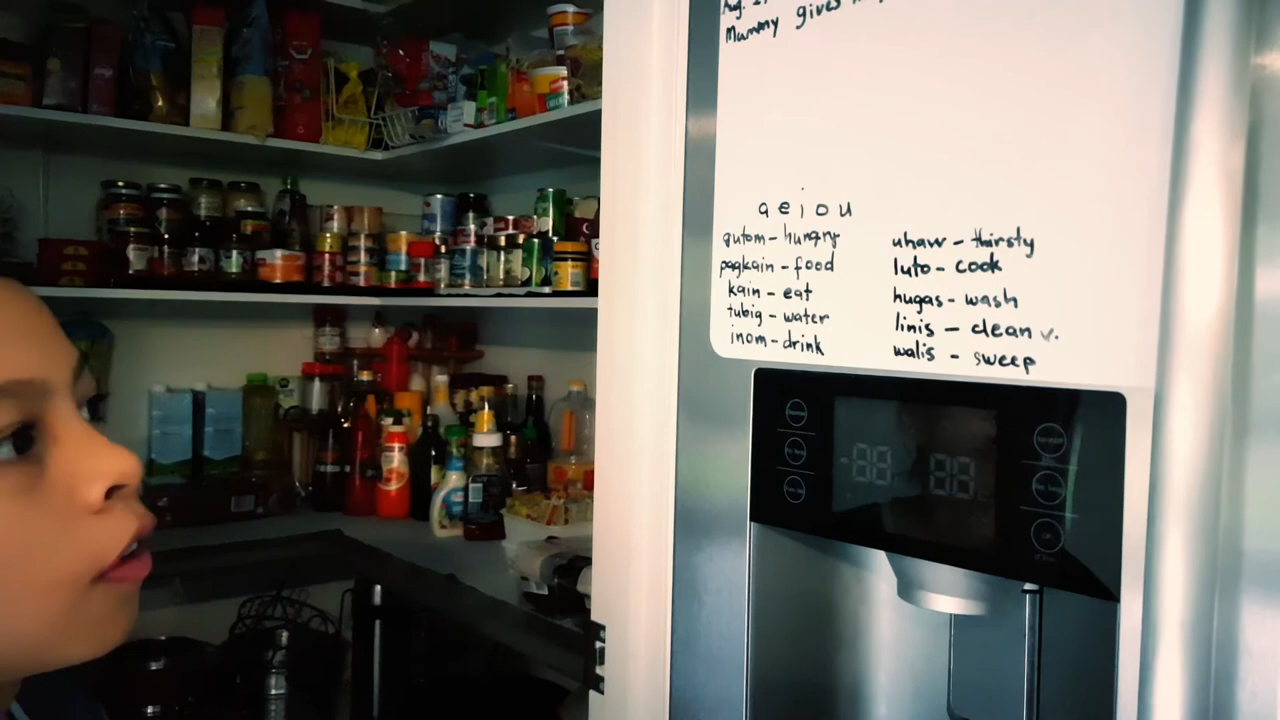 Aug.
Mummy gives
a e i o u
gutom - hungry
pagkain - food
kain - eat
tubig - water
inom - drink
uhaw - thirsty
luto - cook
hugas - wash
linis - clean v.
walis - sweep